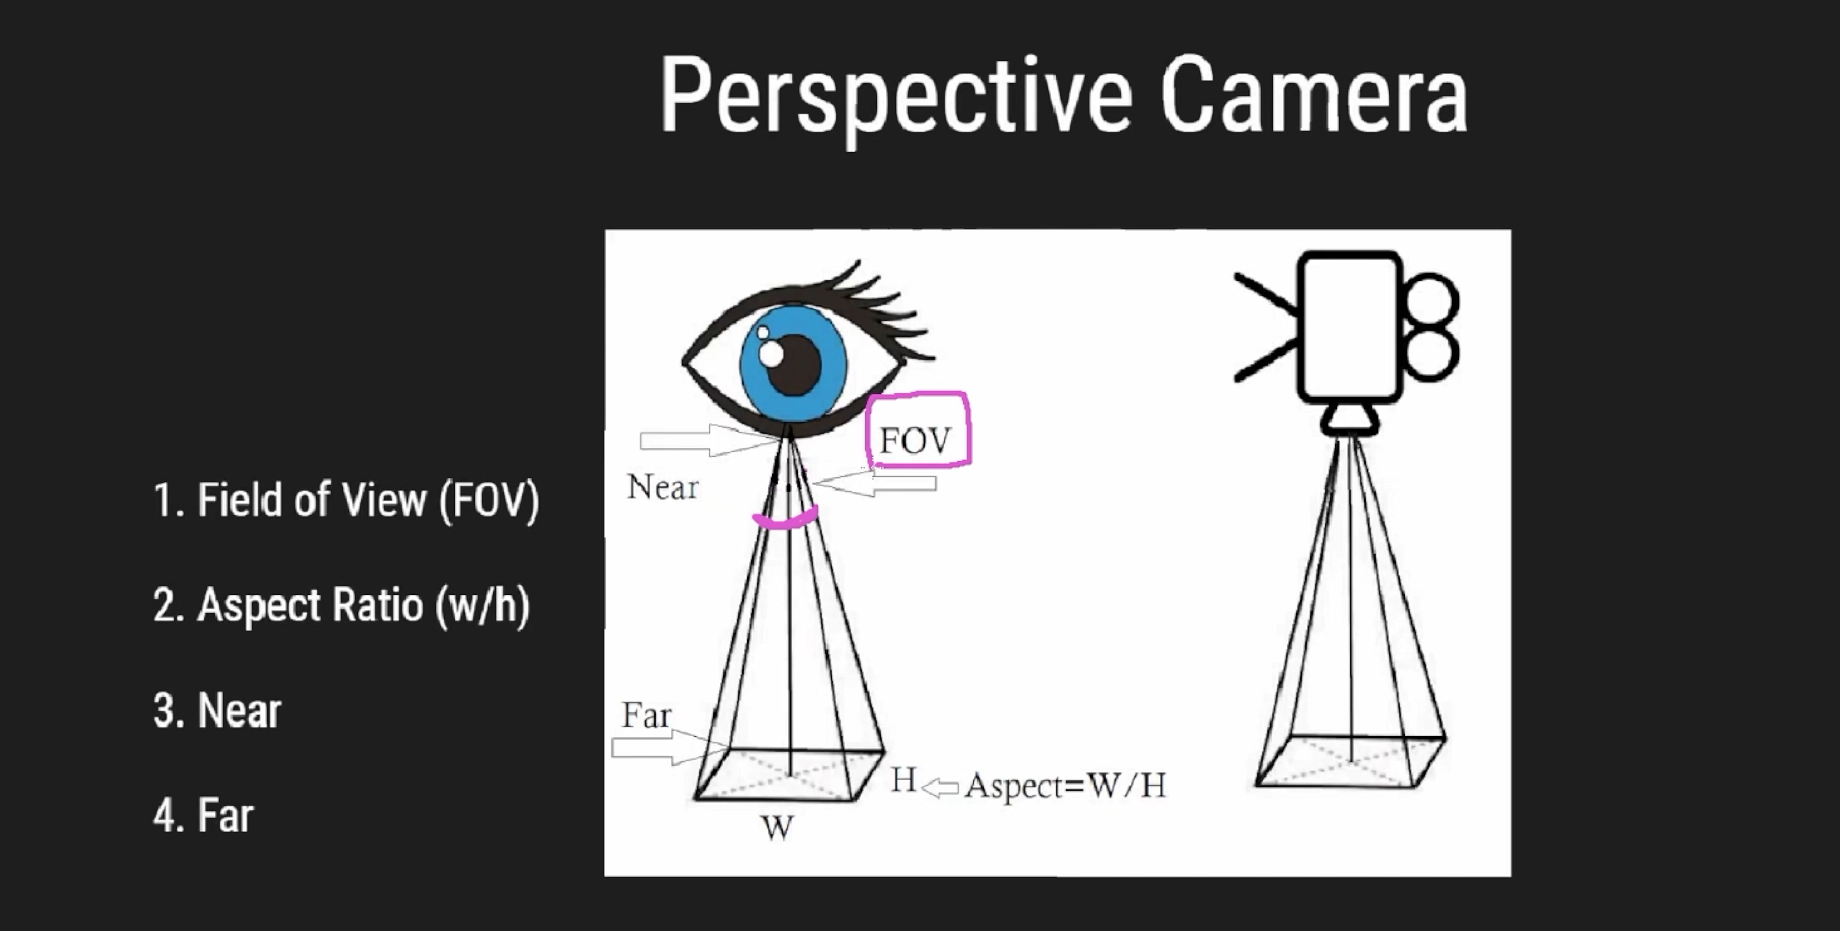 Perspective Camera
1. Field of View (FOV)
2. Aspect Ratio (w/h)
3. Near
4. Far
FOV
Near
Far
H
Aspect=W/H
W